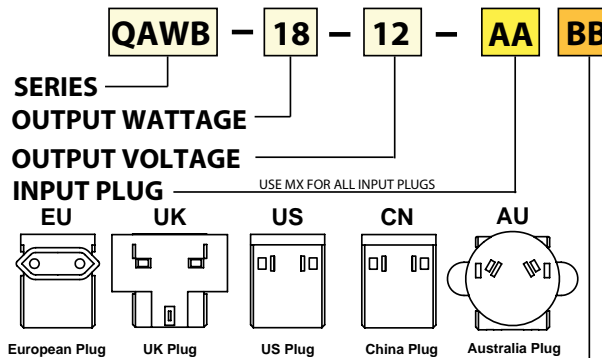 QAWB - 18 - 12 - AA BB
SERIES
OUTPUT WATTAGE
OUTPUT VOLTAGE
INPUT PLUG USE MX FOR ALL INPUT PLUGS
EU UK US CN AU
European Plug UK Plug US Plug China Plug Australia Plug